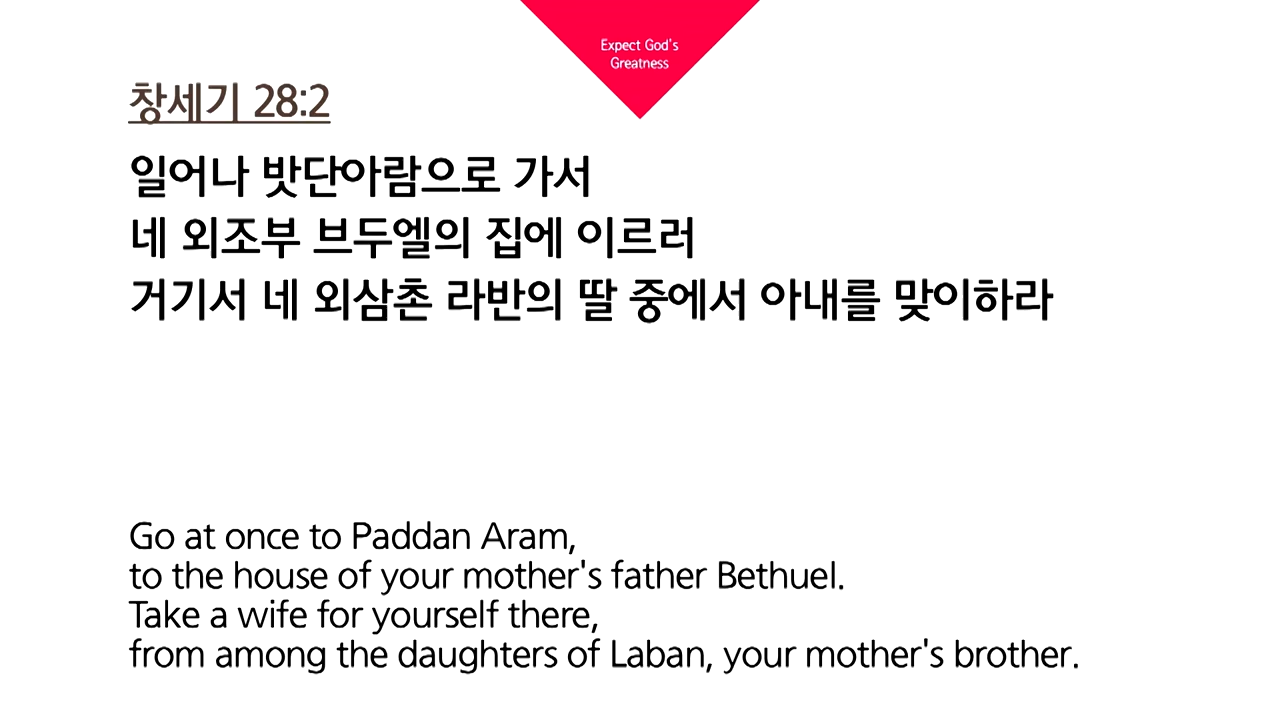 Expect God's
Greatness
창세기 28:2
일어나 밧단아람으로 가서
네 외조부 브두엘의 집에 이르러
거기서 네 외삼촌 라반의 딸 중에서 아내를 맞이하라
Go at once to Paddan Aram,
to the house of your mother's father Bethuel.
Take a wife for yourself there,
from among the daughters of Laban, your mother's brother.